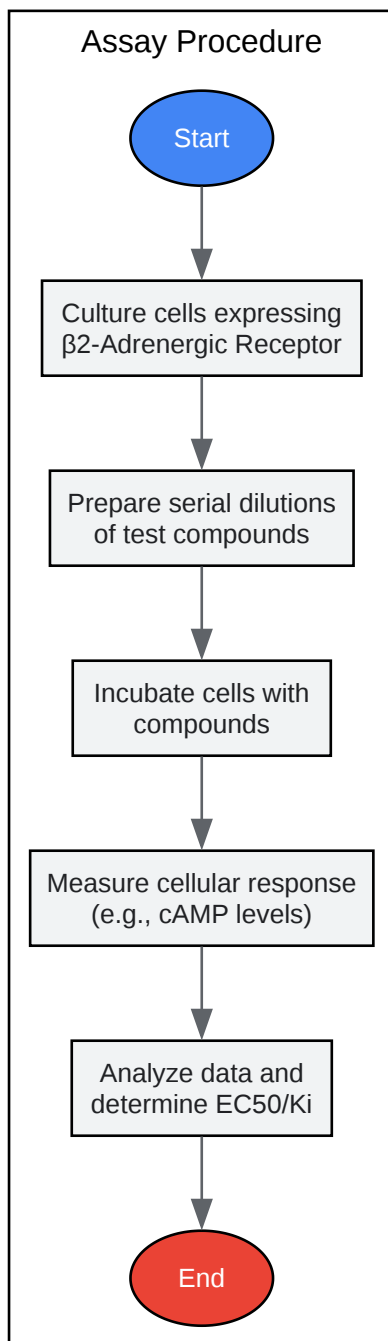 Assay Procedure
Start
Culture cells expressing
β2-Adrenergic Receptor
Prepare serial dilutions
of test compounds
Incubate cells with
compounds
Measure cellular response
(e.g., cAMP levels)
Analyze data and
determine EC50/Ki
End